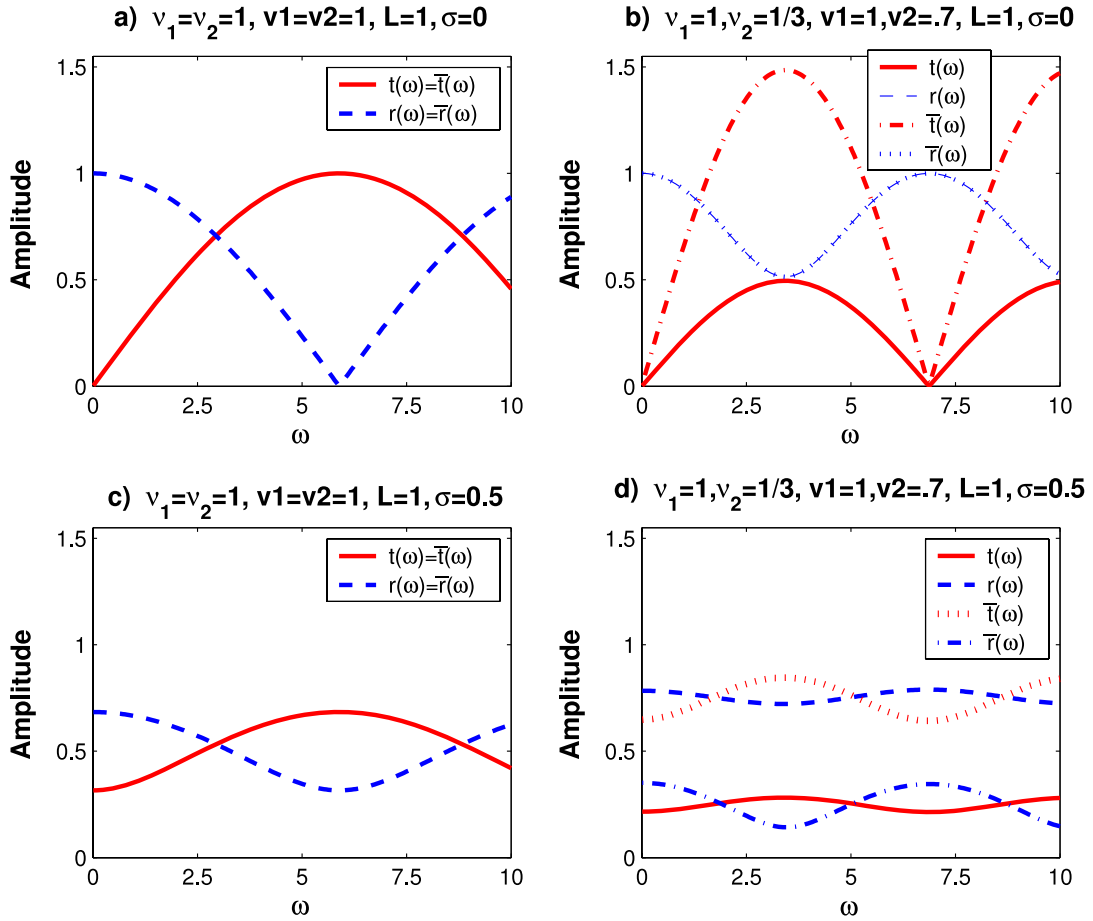 a) ν₁=ν₂=1, v1=v2=1, L=1, σ=0
1.5
1
0.5
0
Amplitude
t(ω)=t̅(ω)
r(ω)=r̅(ω)
0 2.5 5 7.5 10
ω
b) ν₁=1,ν₂=1/3, v1=1,v2=.7, L=1, σ=0
1.5
1
0.5
0
Amplitude
t(ω)
r(ω)
t̅(ω)
r̅(ω)
0 2.5 5 7.5 10
ω
c) ν₁=ν₂=1, v1=v2=1, L=1, σ=0.5
1.5
1
0.5
0
Amplitude
t(ω)=t̅(ω)
r(ω)=r̅(ω)
0 2.5 5 7.5 10
ω
d) ν₁=1,ν₂=1/3, v1=1,v2=.7, L=1, σ=0.5
1.5
1
0.5
0
Amplitude
t(ω)
r(ω)
t̅(ω)
r̅(ω)
0 2.5 5 7.5 10
ω